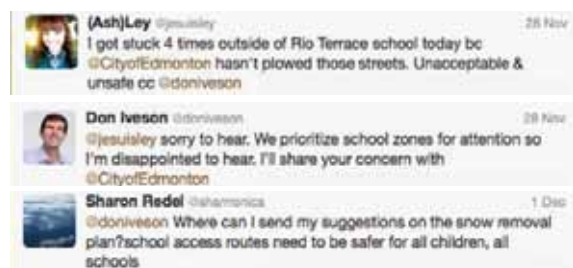 (Ash)Ley @jesuisley 28 Nov
I got stuck 4 times outside of Rio Terrace school today bc
@CityofEdmonton hasn't plowed those streets. Unacceptable &
unsafe cc @doniveson
Don Iveson @doniveson 28 Nov
@jesuisley sorry to hear. We prioritize school zones for attention so
I'm disappointed to hear. I'll share your concern with
@CityofEdmonton
Sharon Redel @sharronica 1 Dec
@doniveson Where can I send my suggestions on the snow removal
plan?school access routes need to be safer for all children, all
schools